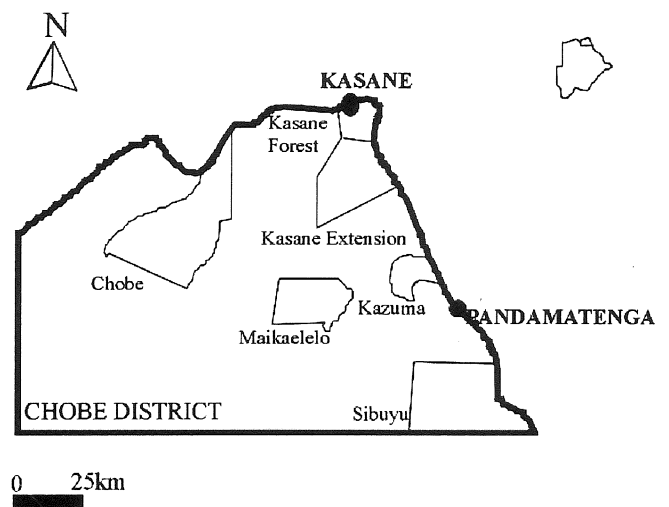 N
KASANE
Kasane
Forest
Kasane Extension
Chobe
Kazuma
PANDAMATENGA
Maikaelelo
CHOBE DISTRICT
Sibuyu
0 25km